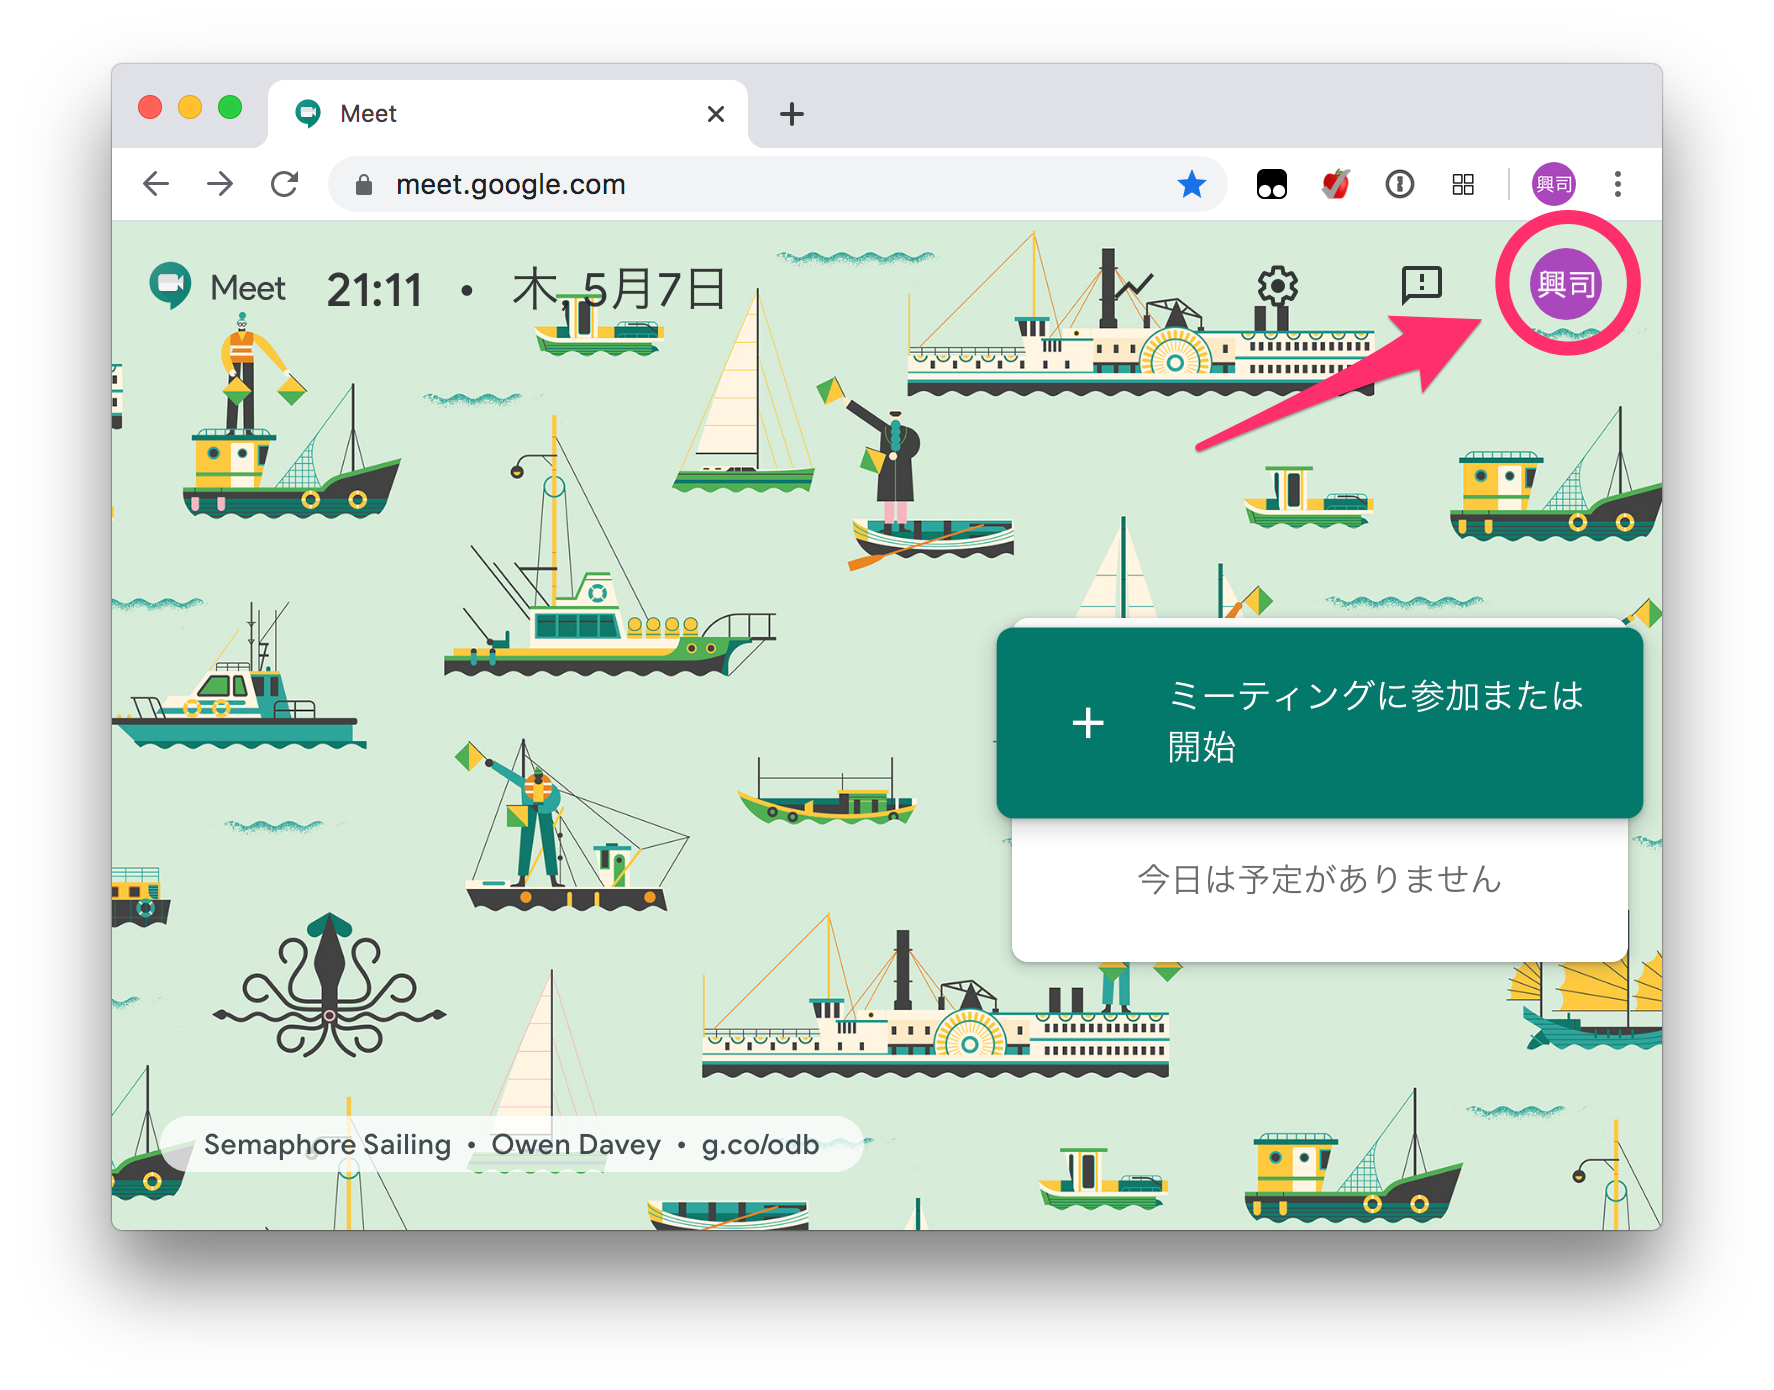 Meet
meet.google.com
興司
Meet 21:11 • 木 5月7日
興司
ミーティングに参加または
開始
今日は予定がありません
Semaphore Sailing • Owen Davey • g.co/odb